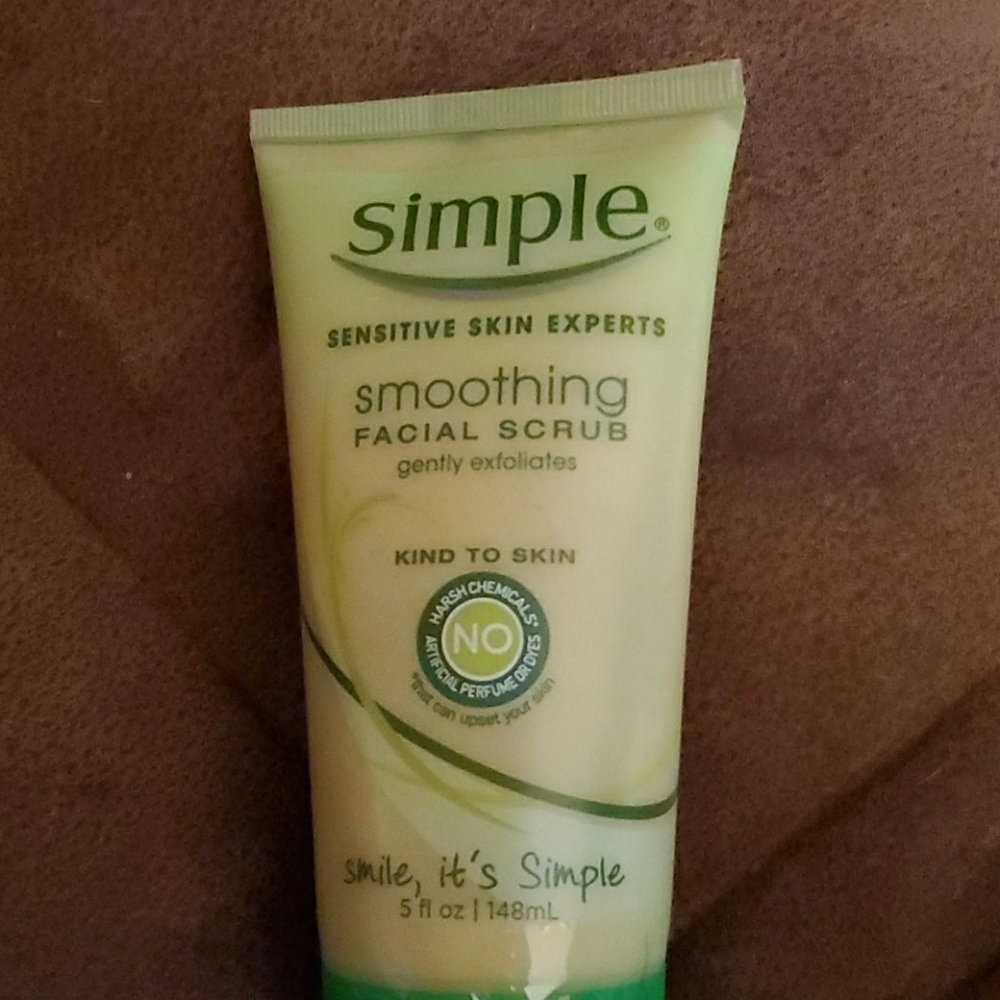 simple®
SENSITIVE SKIN EXPERTS
smoothing
FACIAL SCRUB
gently exfoliates
KIND TO SKIN
HARSH CHEMICALS*
NO
ARTIFICIAL PERFUME OR DYES
*that can upset your skin
smile, it's Simple
5 fl oz | 148mL